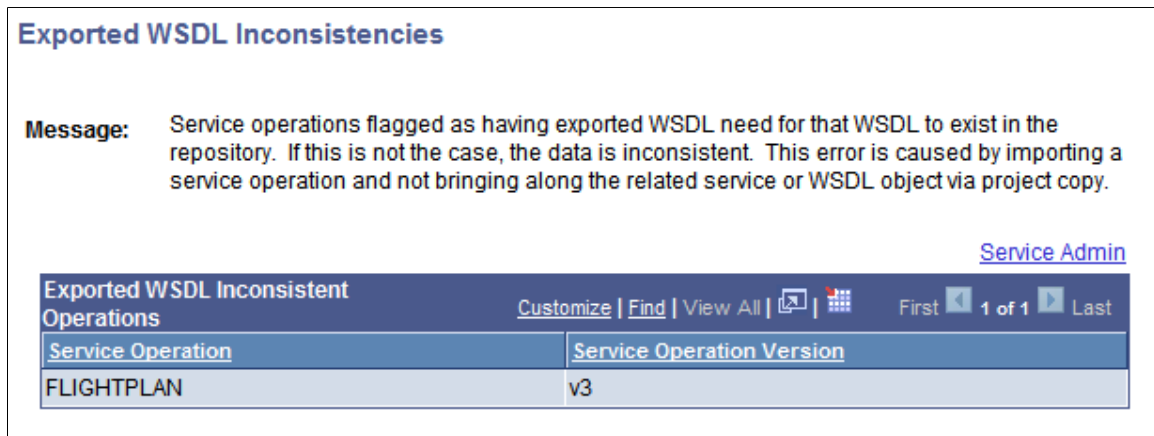 Exported WSDL Inconsistencies
Message: Service operations flagged as having exported WSDL need for that WSDL to exist in the
repository. If this is not the case, the data is inconsistent. This error is caused by importing a
service operation and not bringing along the related service or WSDL object via project copy.
Service Admin
Exported WSDL Inconsistent
Operations
Customize | Find | View All | | First 1 of 1 Last
Service Operation Service Operation Version
FLIGHTPLAN v3